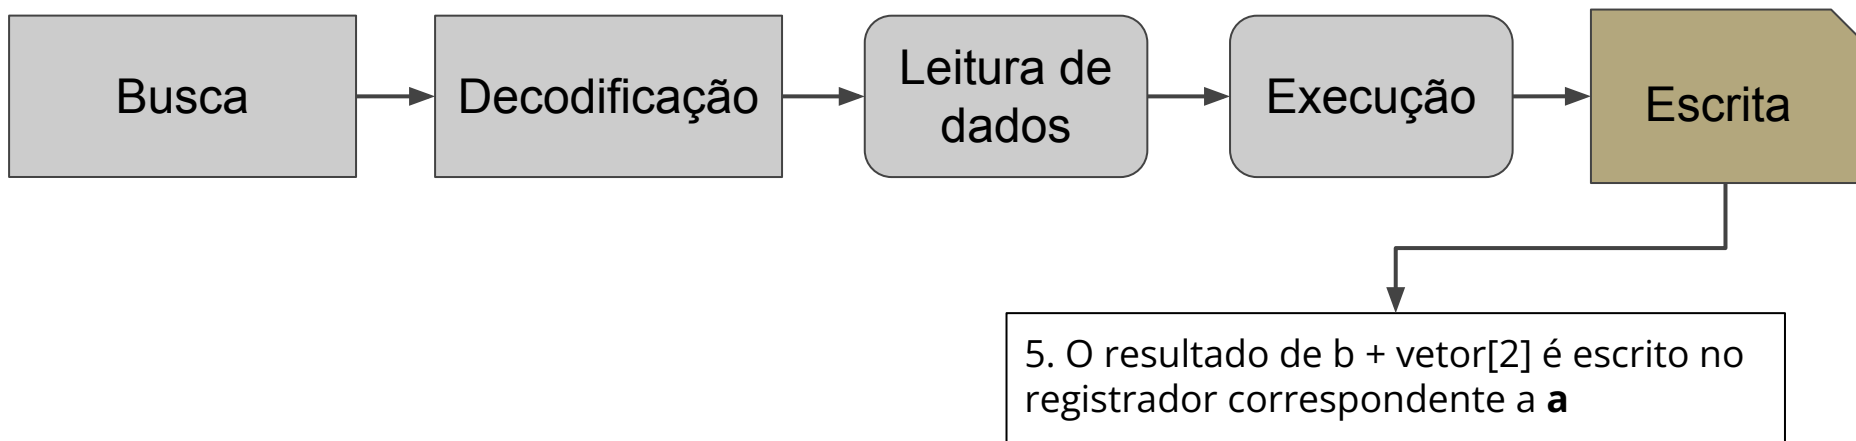 Busca
Decodificação
Leitura de
dados
Execução
Escrita
5. O resultado de b + vetor[2] é escrito no
registrador correspondente a a